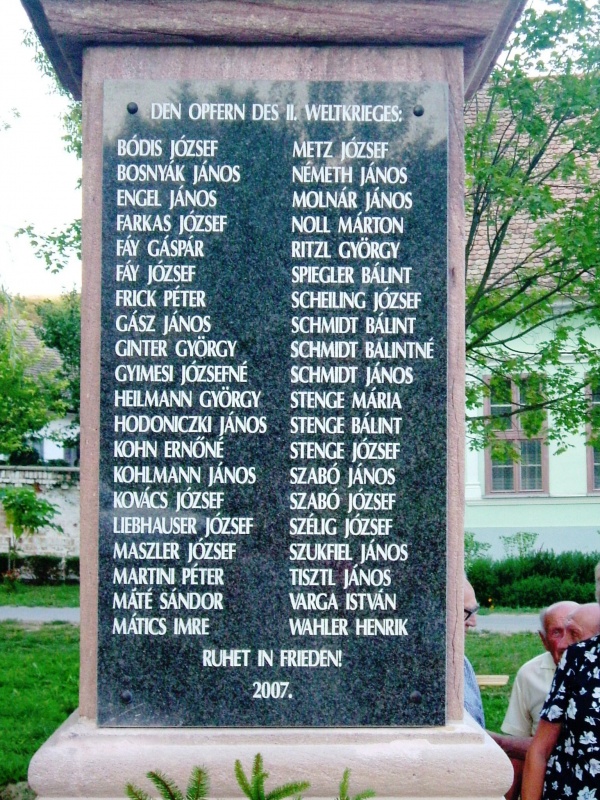 DEN OPFERN DES II. WELTKRIEGES:
BÓDIS JÓZSEF
BOSNYÁK JÁNOS
ENGEL JÁNOS
FARKAS JÓZSEF
FÁY GÁSPÁR
FÁY JÓZSEF
FRICK PÉTER
GÁSZ JÁNOS
GINTER GYÖRGY
GYIMESI JÓZSEFNÉ
HEILMANN GYÖRGY
HODONICZKI JÁNOS
KOHN ERNŐNÉ
KOHLMANN JÁNOS
KOVÁCS JÓZSEF
LIEBHAUSER JÓZSEF
MASZLER JÓZSEF
MARTINI PÉTER
MÁTÉ SÁNDOR
MÁTICS IMRE
METZ JÓZSEF
NÉMETH JÁNOS
MOLNÁR JÁNOS
NOLL MÁRTON
RITZL GYÖRGY
SPIEGLER BÁLINT
SCHEILING JÓZSEF
SCHMIDT BÁLINT
SCHMIDT BÁLINTNÉ
SCHMIDT JÁNOS
STENGE MÁRIA
STENGE BÁLINT
STENGE JÓZSEF
SZABÓ JÁNOS
SZABÓ JÓZSEF
SZÉLIG JÓZSEF
SZUKFIEL JÁNOS
TISZTL JÁNOS
VARGA ISTVÁN
WAHLER HENRIK
RUHET IN FRIEDEN!
2007.